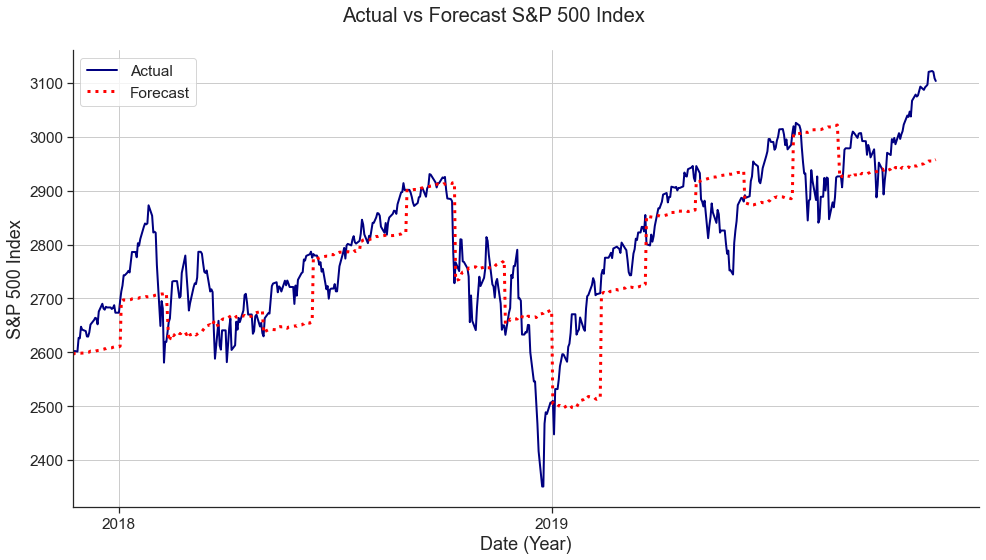 Actual vs Forecast S&P 500 Index
Actual
Forecast
3100
3000
2900
2800
2700
2600
2500
2400
S&P 500 Index
2018
2019
Date (Year)